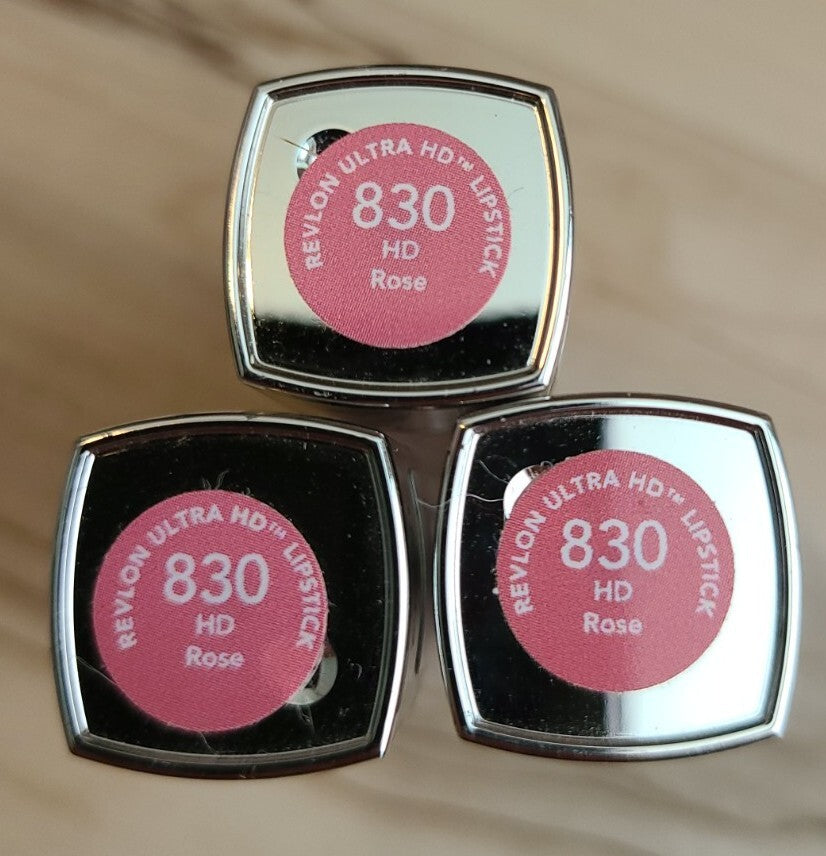 REVLON ULTRA HD™ LIPSTICK
830
HD
Rose
REVLON ULTRA HD™ LIPSTICK
830
HD
Rose
REVLON ULTRA HD™ LIPSTICK
830
HD
Rose